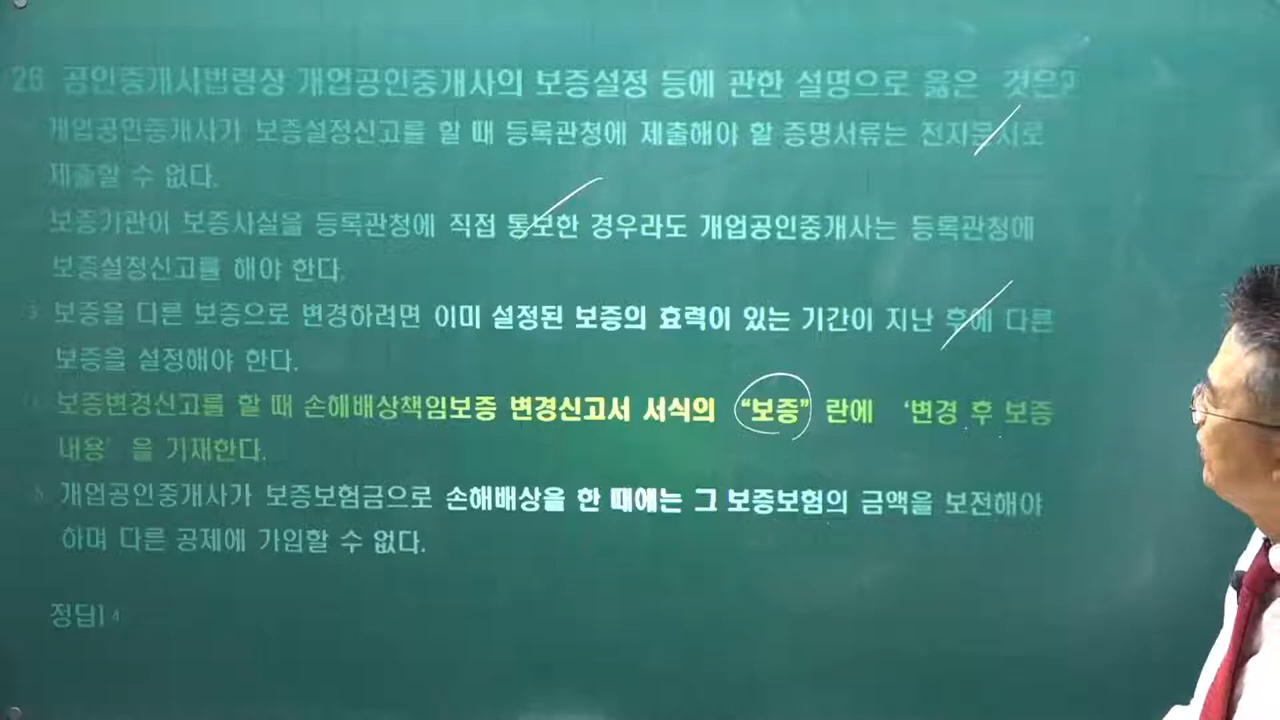 26 공인중개사법령상 개업공인중개사의 보증설정 등에 관한 설명으로 옳은 것은?
개업공인중개사가 보증설정신고를 할 때 등록관청에 제출해야 할 증명서류는 전자문서로
제출할 수 없다.
보증기관이 보증사실을 등록관청에 직접 통보한 경우라도 개업공인중개사는 등록관청에
보증설정신고를 해야 한다.
3 보증을 다른 보증으로 변경하려면 이미 설정된 보증의 효력이 있는 기간이 지난 후에 다른
보증을 설정해야 한다.
보증변경신고를 할 때 손해배상책임보증 변경신고서 서식의 “보증” 란에 ‘변경 후 보증
내용’ 을 기재한다.
개업공인중개사가 보증보험금으로 손해배상을 한 때에는 그 보증보험의 금액을 보전해야
하며 다른 공제에 가입할 수 없다.
정답| 4